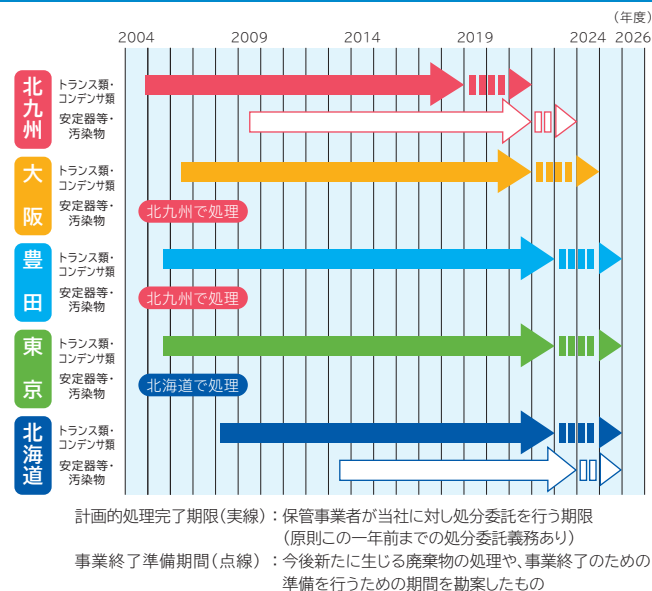 （年度）
2004 2009 2014 2019 2024 2026
北九州
トランス類・
コンデンサ類
安定器等・
汚染物
大阪
トランス類・
コンデンサ類
安定器等・
汚染物
北九州で処理
豊田
トランス類・
コンデンサ類
安定器等・
汚染物
北九州で処理
東京
トランス類・
コンデンサ類
安定器等・
汚染物
北海道で処理
北海道
トランス類・
コンデンサ類
安定器等・
汚染物
計画的処理完了期限（実線）：保管事業者が当社に対し処分委託を行う期限
（原則この一年前までの処分委託義務あり）
事業終了準備期間（点線）：今後新たに生じる廃棄物の処理や、事業終了のための
準備を行うための期間を勘案したもの